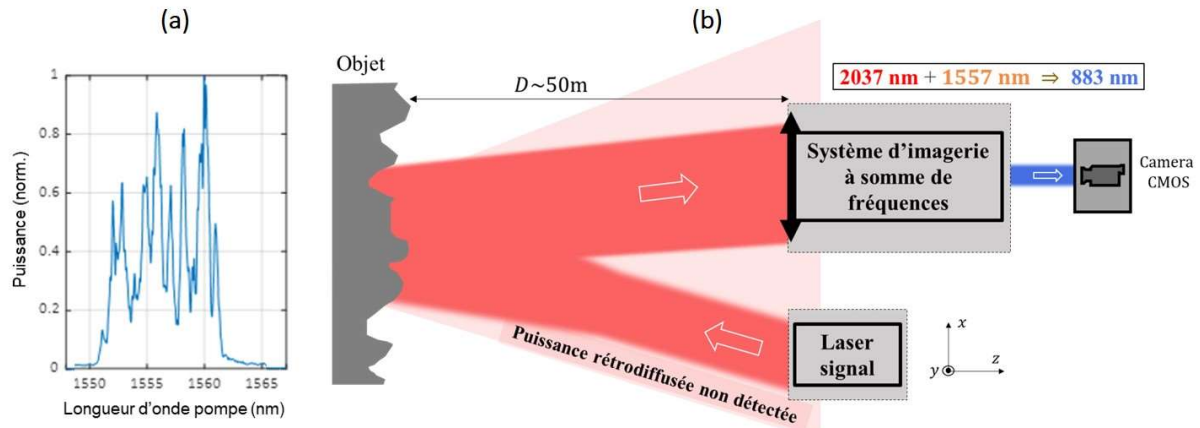 (a)
Puissance (norm.)
1
0.8
0.6
0.4
0.2
0
1550
1555
1560
1565
Longueur d'onde pompe (nm)
(b)
Objet
D~50m
2037 nm + 1557 nm ⇒ 883 nm
Système d'imagerie
à somme de
fréquences
Camera
CMOS
Laser
signal
Puissance rétrodiffusée non détectée
x
y
z